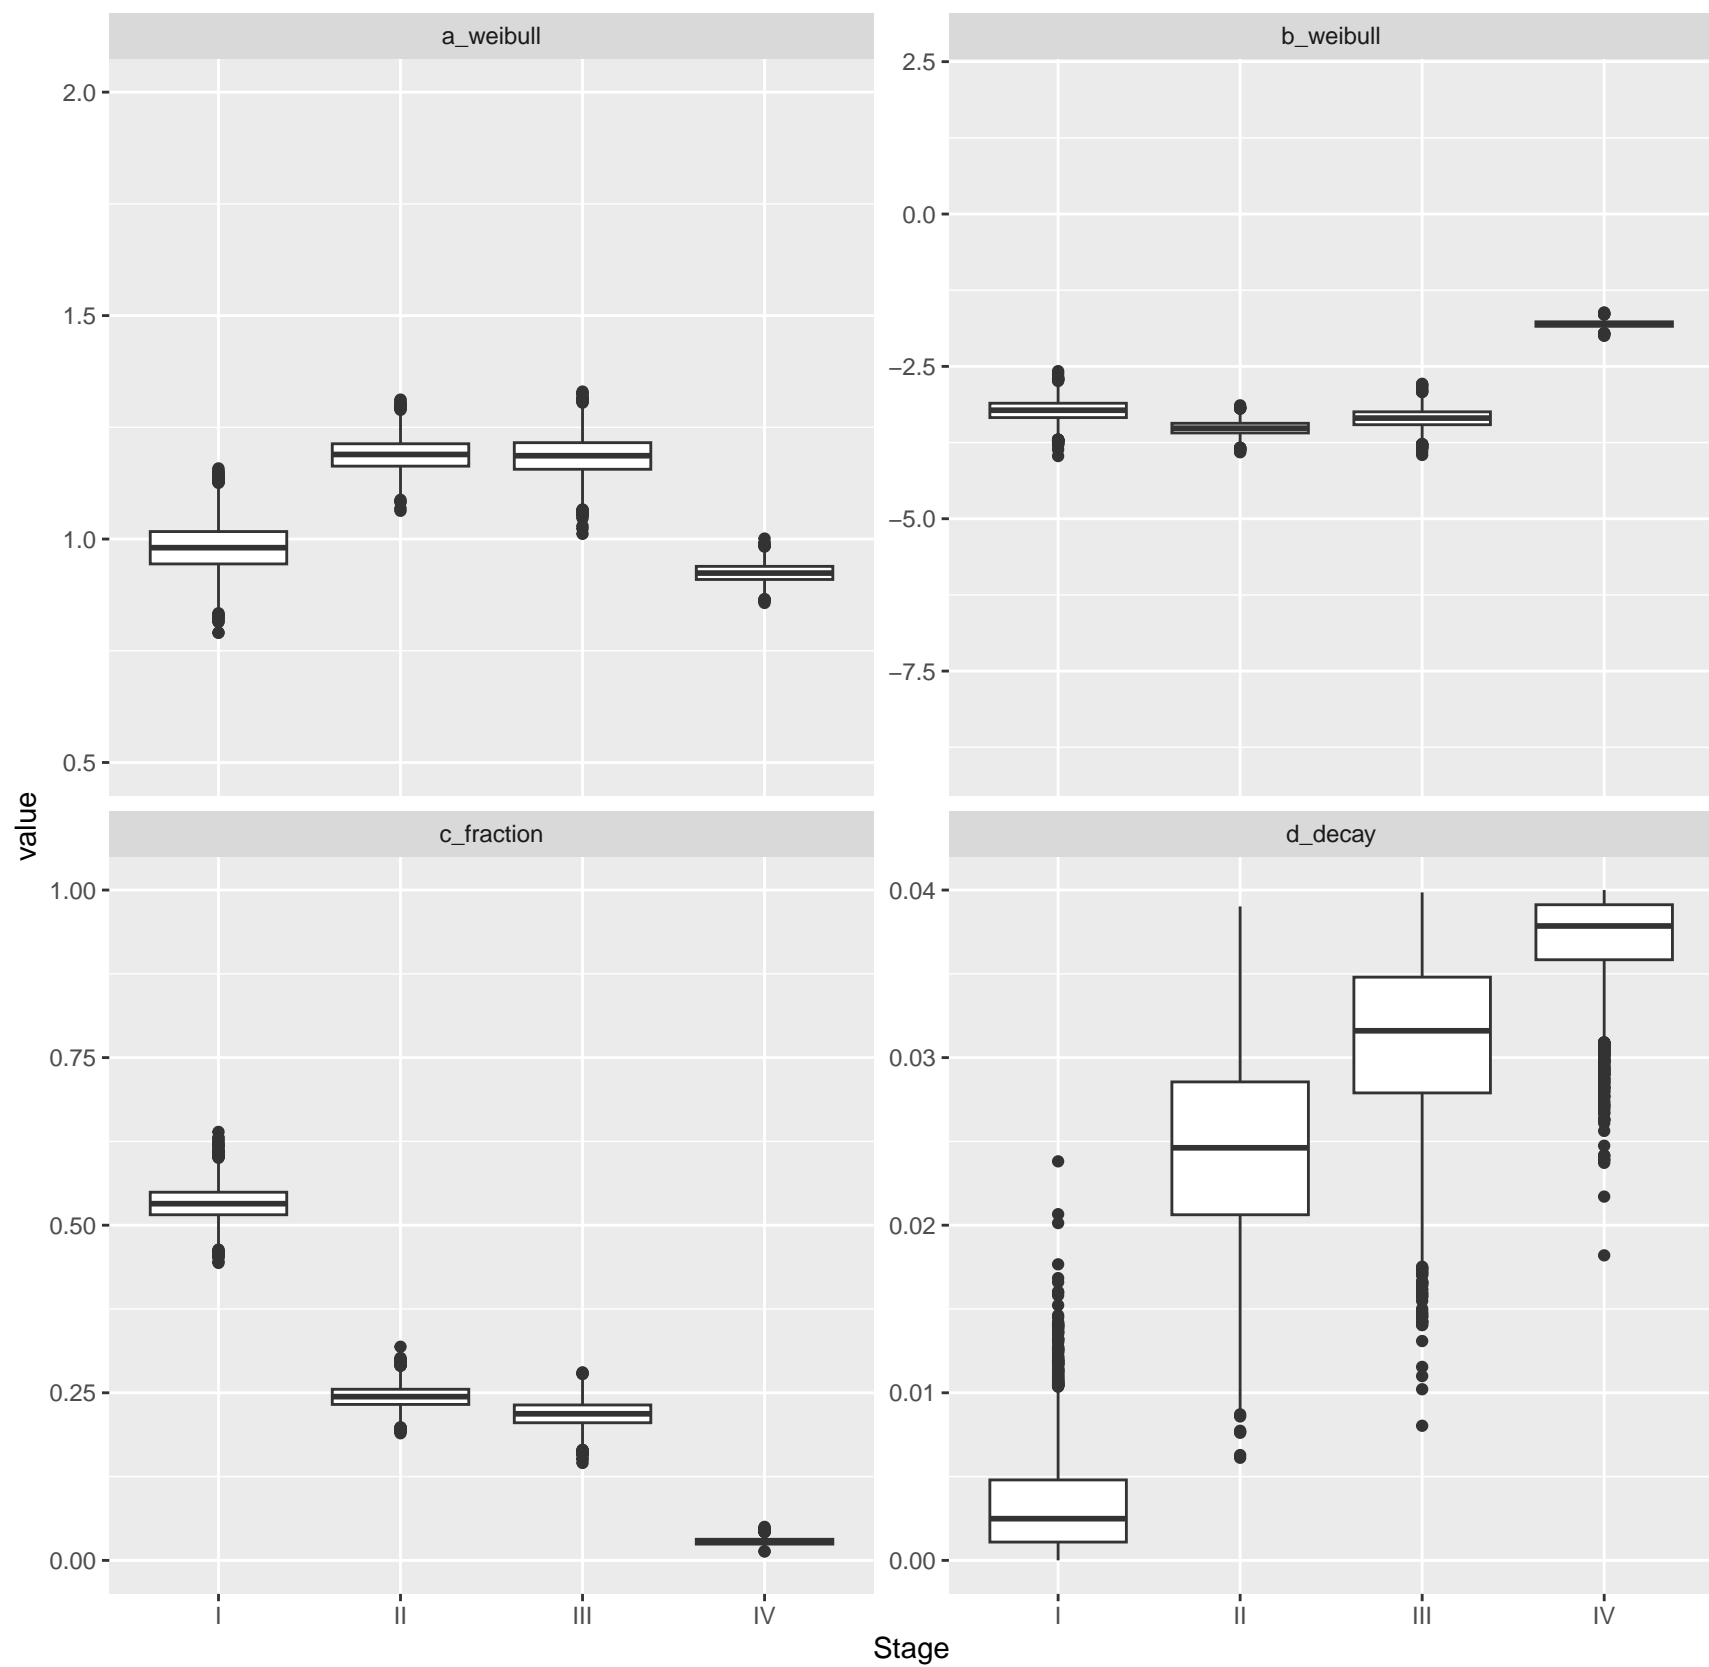 a_weibull
b_weibull
2.0
1.5
1.0
0.5
2.5
0.0
−2.5
−5.0
−7.5
value
c_fraction
d_decay
1.00
0.75
0.50
0.25
0.00
0.04
0.03
0.02
0.01
0.00
I II III IV
I II III IV
Stage